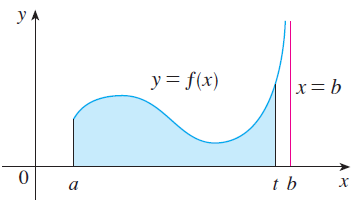 y
y = f(x)
x = b
0 a t b x